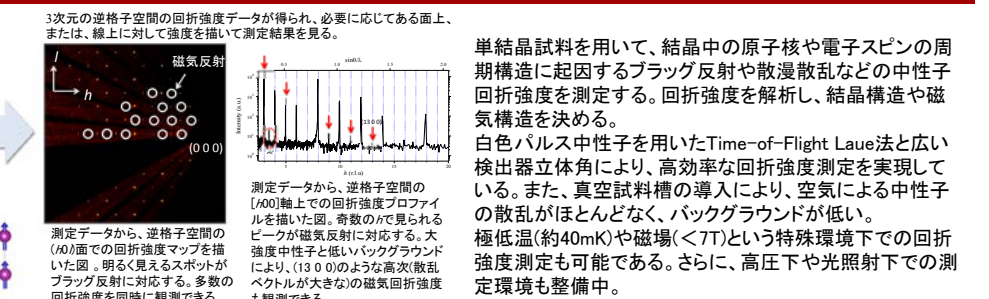 3次元の逆格子空間の回折強度データが得られ、必要に応じてある面上、
または、線上に対して強度を描いて測定結果を見る。
l
磁気反射
h
(0 0 0)
sinθ/λ
0.5
1.0
1.5
2.0
Intensity (a.u.)
(13 0 0)
5
10
15
20
h (r.l.u)
測定データから、逆格子空間の
(h0l)面での回折強度マップを描
いた図 。明るく見えるスポットが
ブラッグ反射に対応する。多数の
回折強度を同時に観測できる
測定データから、逆格子空間の
[h00]軸上での回折強度プロファイ
ルを描いた図。奇数のhで見られる
ピークが磁気反射に対応する。大
強度中性子と低いバックグラウンド
により、(13 0 0)のような高次(散乱
ベクトルが大きな)の磁気回折強度
も観測できる
単結晶試料を用いて、結晶中の原子核や電子スピンの周
期構造に起因するブラッグ反射や散漫散乱などの中性子
回折強度を測定する。回折強度を解析し、結晶構造や磁
気構造を決める。
白色パルス中性子を用いたTime-of-Flight Laue法と広い
検出器立体角により、高効率な回折強度測定を実現して
いる。また、真空試料槽の導入により、空気による中性子
の散乱がほとんどなく、バックグラウンドが低い。
極低温(約40mK)や磁場(<7T)という特殊環境下での回折
強度測定も可能である。さらに、高圧下や光照射下での測
定環境も整備中。